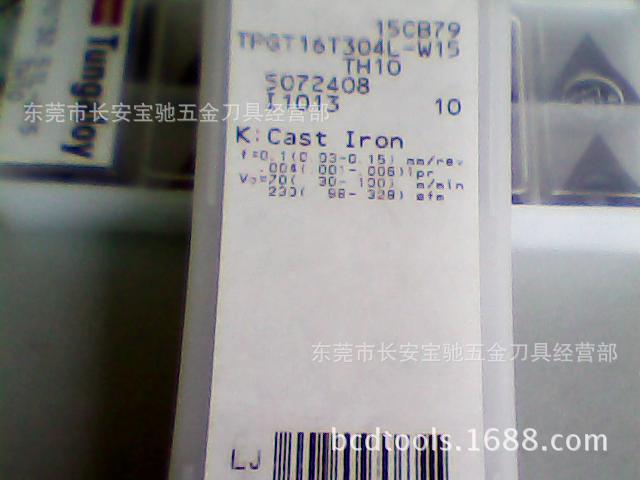 15CB79
TPGT16T304L-W15
TH10
S072408
11013 10
K: Cast Iron
f=0.1(0.03-0.15) mm/rev
.004(.001-.006)ipr
Vc=70( 30-100) m/min
230( 98-328) sfm
LJ
Tungaloy
东莞市长安宝驰五金刀具经营部
东莞市长安宝驰五金刀具经营部
bcdtools.1688.com